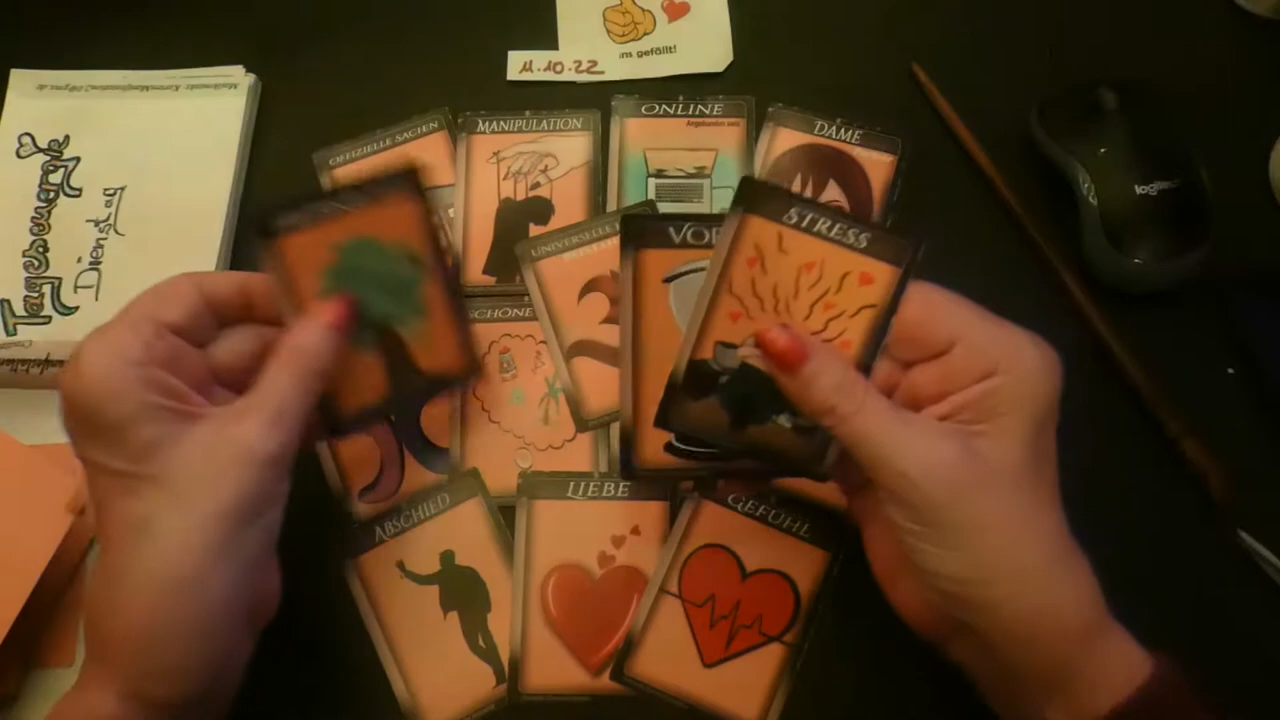 ns gefällt!
11.10.22
Tagesenergie
Dienstag
OFFIZIELLE SACHEN
MANIPULATION
ONLINE
Angebunden sein
DAME
UNIVERSELLE
VOR
STRESS
SCHÖNE
ABSCHIED
LIEBE
GEFÜHL
logitech